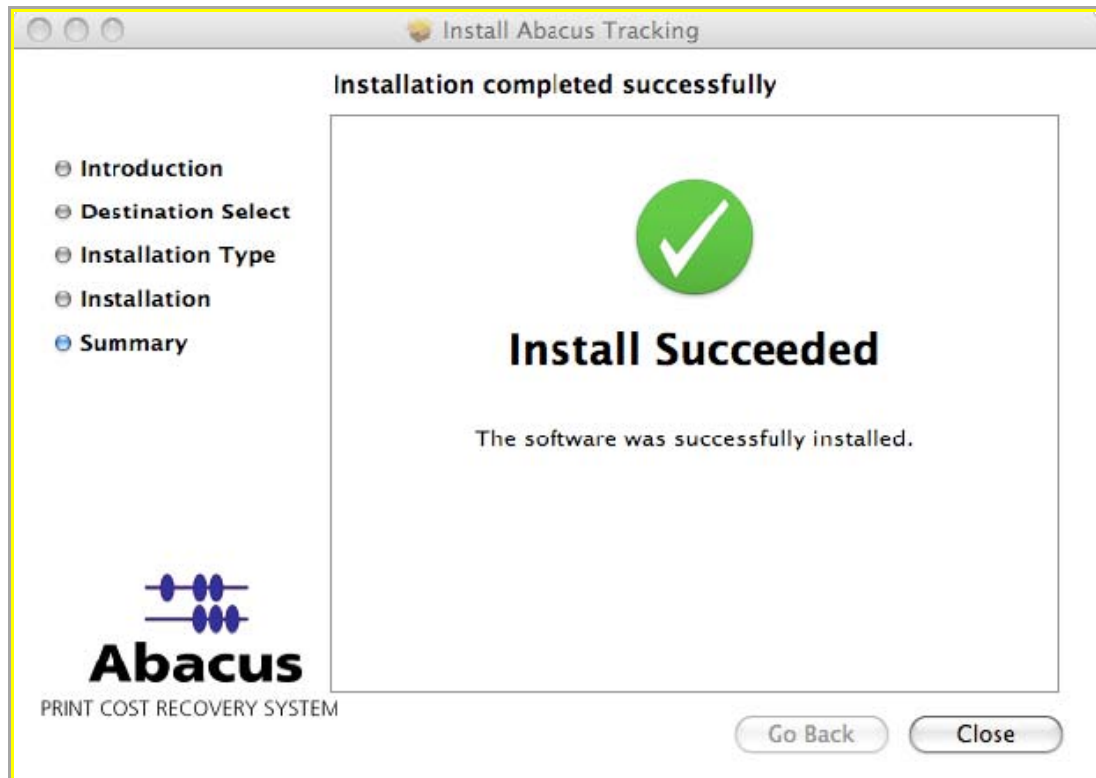 Install Abacus Tracking
Installation completed successfully
Introduction
Destination Select
Installation Type
Installation
Summary
Install Succeeded
The software was successfully installed.
Abacus
PRINT COST RECOVERY SYSTEM
Go Back
Close